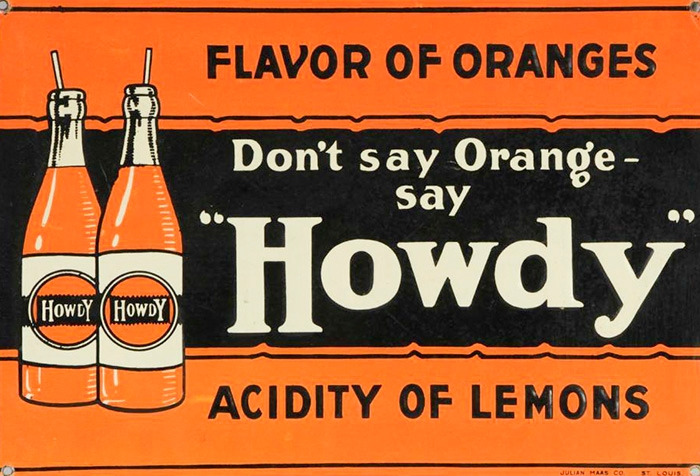 FLAVOR OF ORANGES
Don't say Orange-
say
"Howdy"
HOWDY HOWDY
ACIDITY OF LEMONS
JULIAN MAAS CO. ST. LOUIS